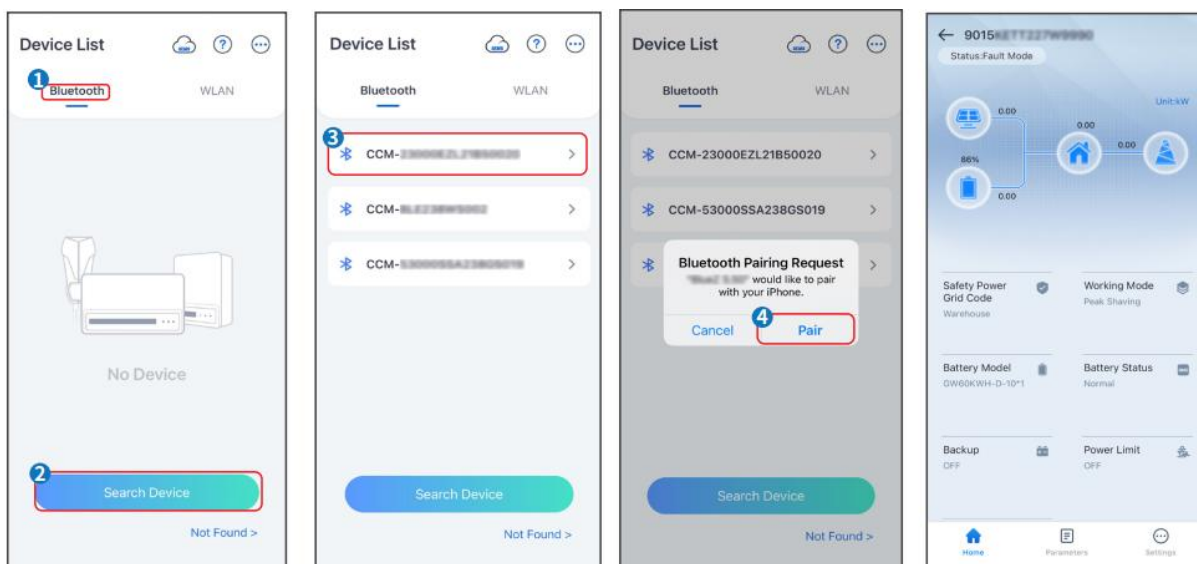 Device List
1
Bluetooth
WLAN
No Device
2
Search Device
Not Found >
Device List
Bluetooth
WLAN
3
CCM-
CCM-
CCM-
Search Device
Not Found >
Device List
Bluetooth
WLAN
CCM-23000EZL21B50020
CCM-53000SSA238GS019
Bluetooth Pairing Request
would like to pair
with your iPhone.
4
Cancel
Pair
Search Device
Not Found >
9015
Status:Fault Mode
Unit:kW
0.00
0.00
0.00
86%
0.00
Safety Power
Grid Code
Warehouse
Working Mode
Peak Shaving
Battery Model
GW60KWH-D-10*1
Battery Status
Normal
Backup
OFF
Power Limit
OFF
Home
Parameters
Settings